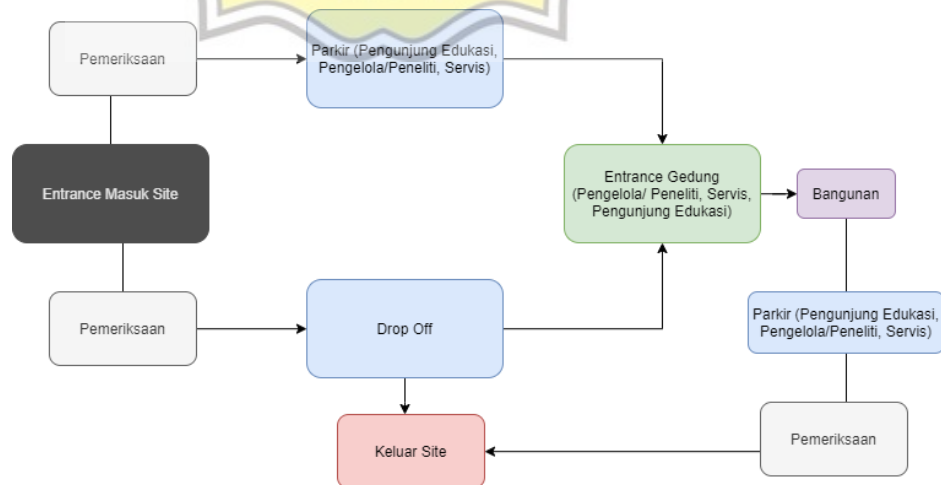 Pemeriksaan
Parkir (Pengunjung Edukasi,
Pengelola/Peneliti, Servis)
Entrance Masuk Site
Entrance Gedung
(Pengelola/ Peneliti, Servis,
Pengunjung Edukasi)
Bangunan
Pemeriksaan
Drop Off
Parkir (Pengunjung Edukasi,
Pengelola/Peneliti, Servis)
Keluar Site
Pemeriksaan